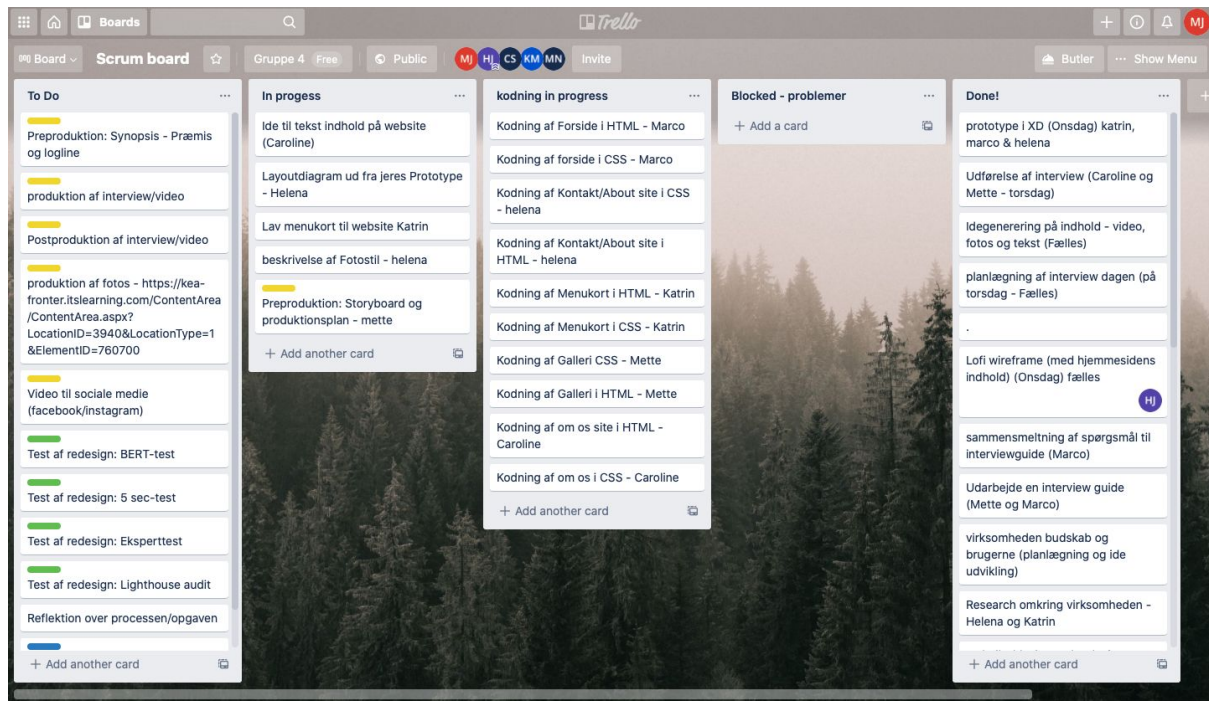 Boards
Trello
MJ
Board
Scrum board
Gruppe 4 Free
Public
MJ
HJ
CS
KM
MN
Invite
Butler
··· Show Menu
To Do
Preproduktion: Synopsis - Præmis
og logline
produktion af interview/video
Postproduktion af interview/video
produktion af fotos - https://kea-
fronter.itslearning.com/ContentArea
/ContentArea.aspx?
LocationID=3940&LocationType=1
&ElementID=760700
Video til sociale medie
(facebook/instagram)
Test af redesign: BERT-test
Test af redesign: 5 sec-test
Test af redesign: Eksperttest
Test af redesign: Lighthouse audit
Reflektion over processen/opgaven
+ Add another card
In progess
Ide til tekst indhold på website
(Caroline)
Layoutdiagram ud fra jeres Prototype
- Helena
Lav menukort til website Katrin
beskrivelse af Fotostil - helena
Preproduktion: Storyboard og
produktionsplan - mette
+ Add another card
kodning in progress
Kodning af Forside i HTML - Marco
Kodning af forside i CSS - Marco
Kodning af Kontakt/About site i CSS
- helena
Kodning af Kontakt/About site i
HTML - helena
Kodning af Menukort i HTML - Katrin
Kodning af Menukort i CSS - Katrin
Kodning af Galleri CSS - Mette
Kodning af Galleri i HTML - Mette
Kodning af om os site i HTML -
Caroline
Kodning af om os i CSS - Caroline
+ Add another card
Blocked - problemer
+ Add a card
Done!
prototype i XD (Onsdag) katrin,
marco & helena
Udførelse af interview (Caroline og
Mette - torsdag)
Idegenerering på indhold - video,
fotos og tekst (Fælles)
planlægning af interview dagen (på
torsdag - Fælles)
.
Lofi wireframe (med hjemmesidens
indhold) (Onsdag) fælles
HJ
sammensmeltning af spørgsmål til
interviewguide (Marco)
Udarbejde en interview guide
(Mette og Marco)
virksomheden budskab og
brugerne (planlægning og ide
udvikling)
Research omkring virksomheden -
Helena og Katrin
+ Add another card